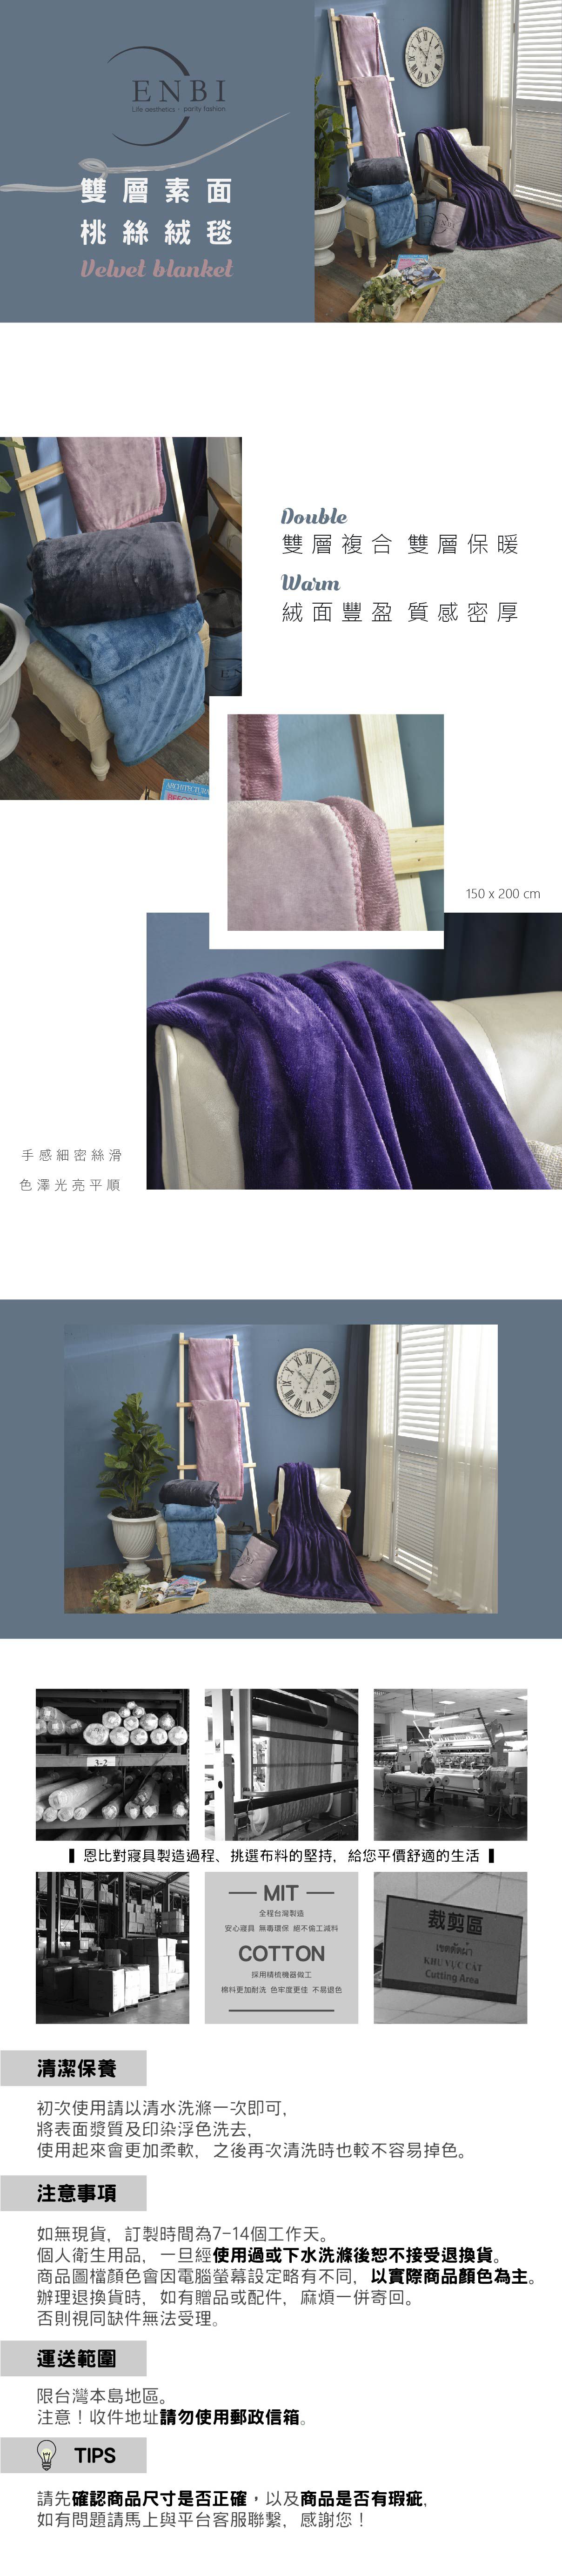 ENBI
Life aesthetics · parity fashion
雙層素面
桃絲絨毯
Velvet blanket
Double
雙層複合 雙層保暖
Warm
絨面豐盈 質感密厚
150 x 200 cm
手感細密絲滑
色澤光亮平順
3-2
恩比對寢具製造過程、挑選布料的堅持，給您平價舒適的生活
MIT
全程台灣製造
安心寢具 無毒環保 絕不偷工減料
COTTON
採用精梳機器做工
棉料更加耐洗 色牢度更佳 不易退色
裁剪區
เขตตัดผ้า
KHU VỰC CẮT
Cutting Area
清潔保養
初次使用請以清水洗滌一次即可，
將表面漿質及印染浮色洗去，
使用起來會更加柔軟，之後再次清洗時也較不容易掉色。
注意事項
如無現貨，訂製時間為7-14個工作天。
個人衛生用品，一旦經使用過或下水洗滌後恕不接受退換貨。
商品圖檔顏色會因電腦螢幕設定略有不同，以實際商品顏色為主。
辦理退換貨時，如有贈品或配件，麻煩一併寄回。
否則視同缺件無法受理。
運送範圍
限台灣本島地區。
注意！收件地址請勿使用郵政信箱。
TIPS
請先確認商品尺寸是否正確，以及商品是否有瑕疵，
如有問題請馬上與平台客服聯繫，感謝您！